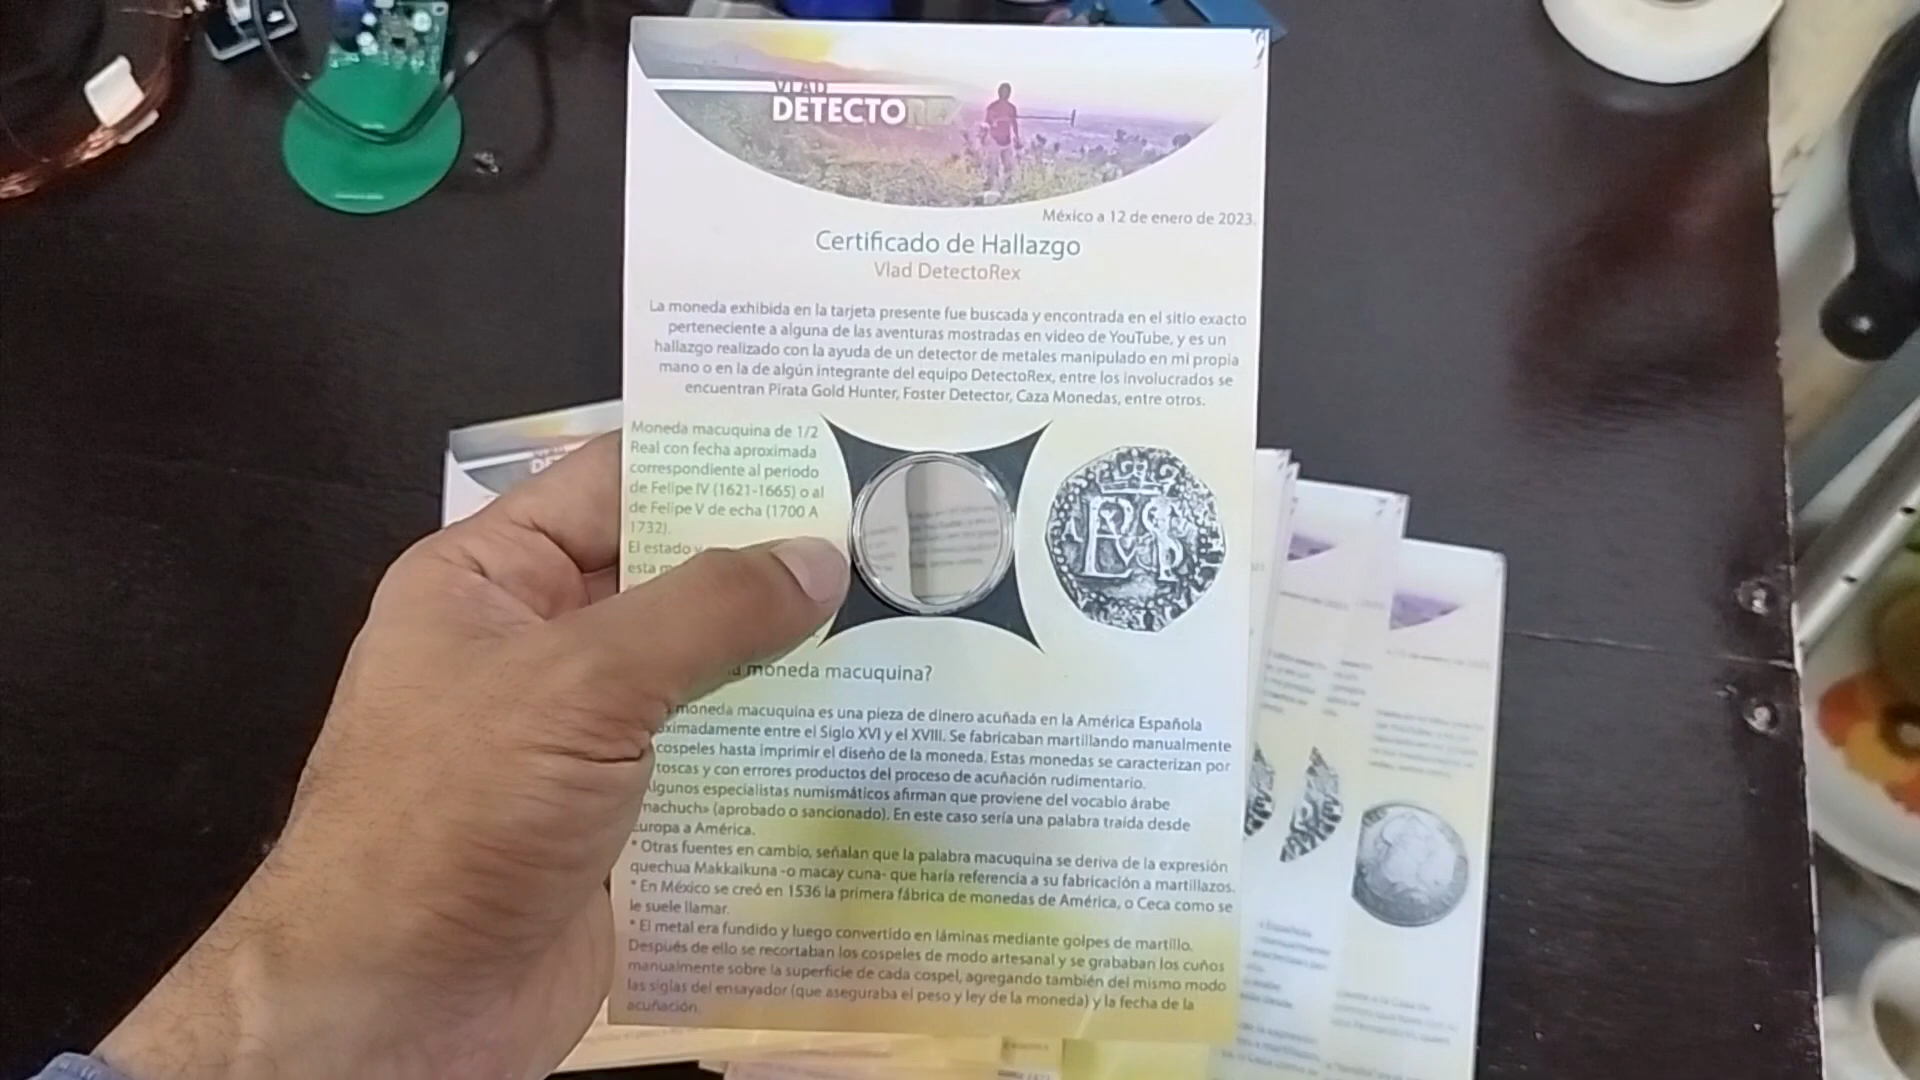 VLAD
DETECTOREX
México a 12 de enero de 2023.
Certificado de Hallazgo
Vlad DetectoRex
La moneda exhibida en la tarjeta presente fue buscada y encontrada en el sitio exacto
perteneciente a alguna de las aventuras mostradas en video de YouTube, y es un
hallazgo realizado con la ayuda de un detector de metales manipulado en mi propia
mano o en la de algún integrante del equipo DetectoRex, entre los involucrados se
encuentran Pirata Gold Hunter, Foster Detector, Caza Monedas, entre otros.
Moneda macuquina de 1/2
Real con fecha aproximada
correspondiente al periodo
de Felipe IV (1621-1665) o al
de Felipe V de echa (1700 A
1732).
El estado
esta
moneda macuquina?
moneda macuquina es una pieza de dinero acuñada en la América Española
ximadamente entre el Siglo XVI y el XVIII. Se fabricaban martillando manualmente
cospeles hasta imprimir el diseño de la moneda. Estas monedas se caracterizan por
toscas y con errores productos del proceso de acuñación rudimentario.
Algunos especialistas numismáticos afirman que proviene del vocablo árabe
machuch» (aprobado o sancionado). En este caso sería una palabra traída desde
Europa a América.
* Otras fuentes en cambio, señalan que la palabra macuquina se deriva de la expresión
quechua Makkaikuna -o macay cuna- que haría referencia a su fabricación a martillazos.
* En México se creó en 1536 la primera fábrica de monedas de América, o Ceca como se
le suele llamar.
* El metal era fundido y luego convertido en láminas mediante golpes de martillo.
Después de ello se recortaban los cospeles de modo artesanal y se grababan los cuños
manualmente sobre la superficie de cada cospel, agregando también del mismo modo
las siglas del ensayador (que aseguraba el peso y ley de la moneda) y la fecha de la
acuñación.